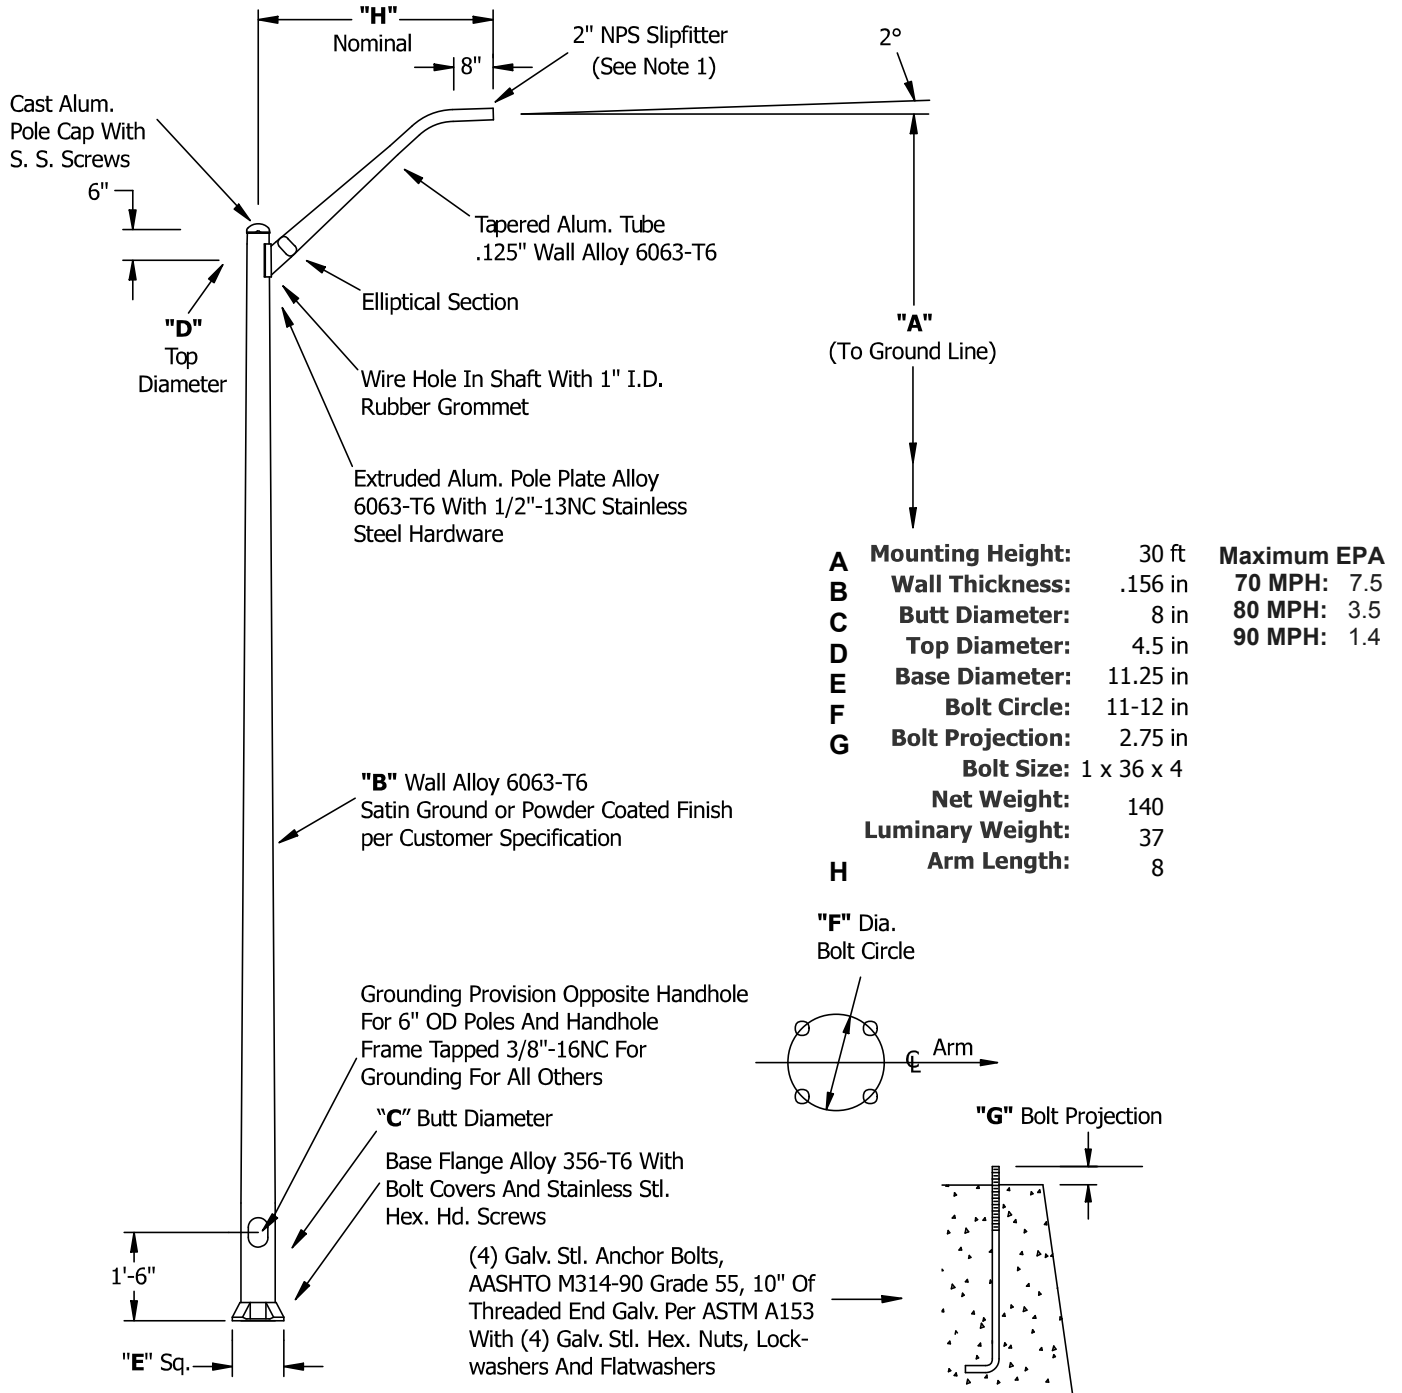 "H"
Nominal
8"
2" NPS Slipfitter
(See Note 1)
2°
Cast Alum.
Pole Cap With
S. S. Screws
6"
Tapered Alum. Tube
.125" Wall Alloy 6063-T6
Elliptical Section
"D"
Top
Diameter
"A"
(To Ground Line)
Wire Hole In Shaft With 1" I.D.
Rubber Grommet
Extruded Alum. Pole Plate Alloy
6063-T6 With 1/2"-13NC Stainless
Steel Hardware
A Mounting Height: 30 ft
B Wall Thickness: .156 in
C Butt Diameter: 8 in
D Top Diameter: 4.5 in
E Base Diameter: 11.25 in
F Bolt Circle: 11-12 in
G Bolt Projection: 2.75 in
Bolt Size: 1 x 36 x 4
Net Weight: 140
Luminary Weight: 37
H Arm Length: 8
Maximum EPA
70 MPH: 7.5
80 MPH: 3.5
90 MPH: 1.4
"B" Wall Alloy 6063-T6
Satin Ground or Powder Coated Finish
per Customer Specification
"F" Dia.
Bolt Circle
℄ Arm
Grounding Provision Opposite Handhole
For 6" OD Poles And Handhole
Frame Tapped 3/8"-16NC For
Grounding For All Others
“C” Butt Diameter
Base Flange Alloy 356-T6 With
Bolt Covers And Stainless Stl.
Hex. Hd. Screws
"G" Bolt Projection
1'-6"
(4) Galv. Stl. Anchor Bolts,
AASHTO M314-90 Grade 55, 10" Of
Threaded End Galv. Per ASTM A153
With (4) Galv. Stl. Hex. Nuts, Lock-
washers And Flatwashers
"E" Sq.